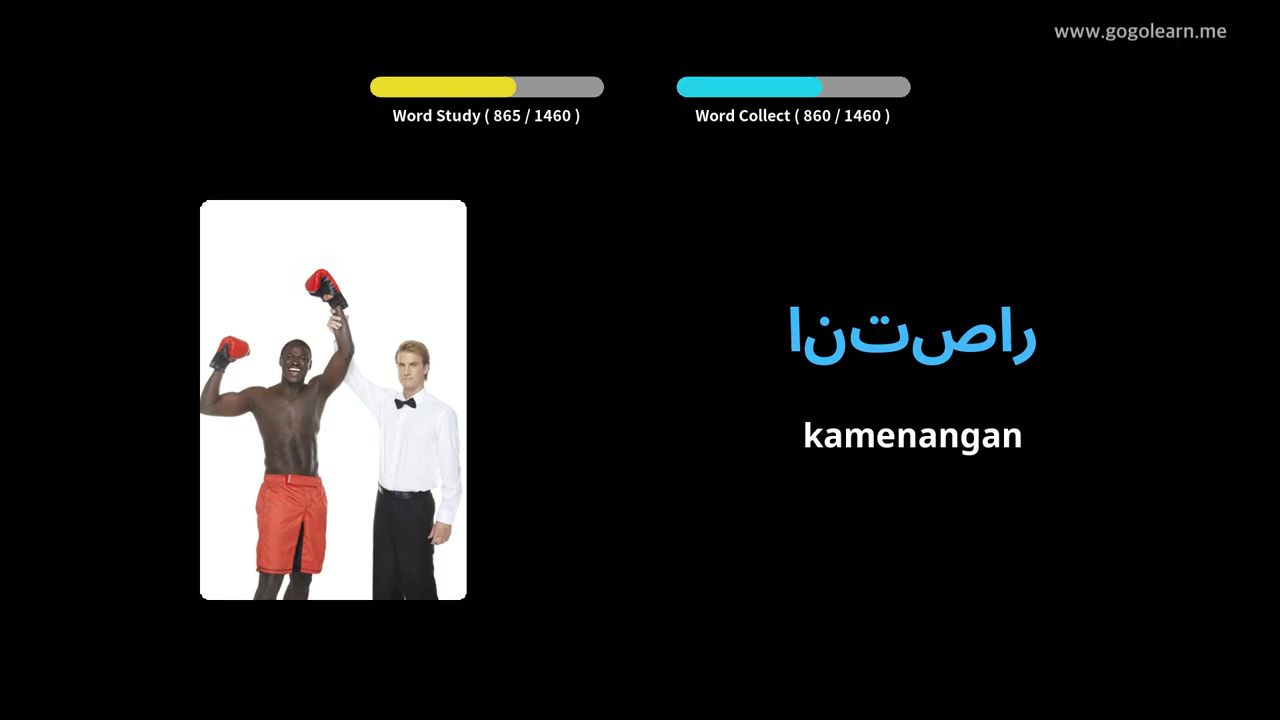 www.gogolearn.me
Word Study ( 865 / 1460 )
Word Collect ( 860 / 1460 )
انتصار
kamenangan